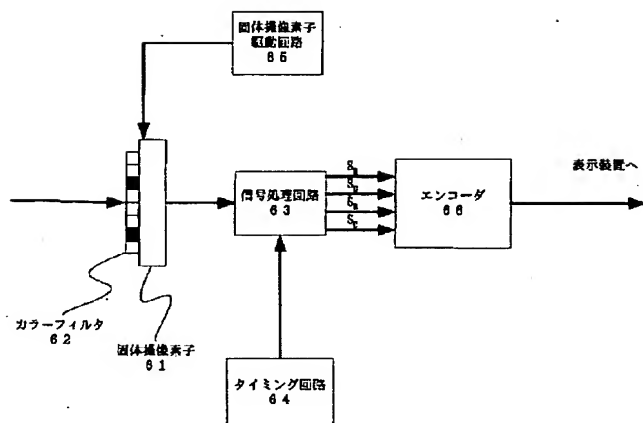 固体撮像素子
駆動回路
６５
信号処理回路
６３
エンコーダ
６６
表示装置へ
カラーフィルタ
６２
固体撮像素子
６１
タイミング回路
６４